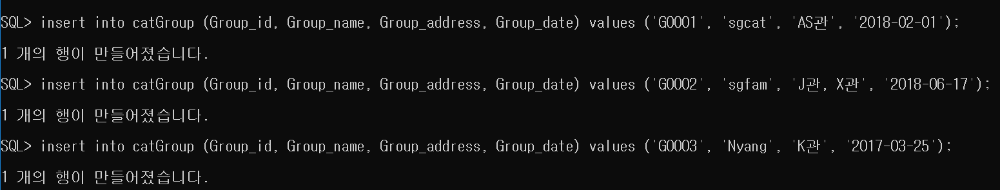 SQL> insert into catGroup (Group_id, Group_name, Group_address, Group_date) values ('G0001', 'sgcat', 'AS관', '2018-02-01');
1 개의 행이 만들어졌습니다.
SQL> insert into catGroup (Group_id, Group_name, Group_address, Group_date) values ('G0002', 'sgfam', 'J관, X관', '2018-06-17');
1 개의 행이 만들어졌습니다.
SQL> insert into catGroup (Group_id, Group_name, Group_address, Group_date) values ('G0003', 'Nyang', 'K관', '2017-03-25');
1 개의 행이 만들어졌습니다.